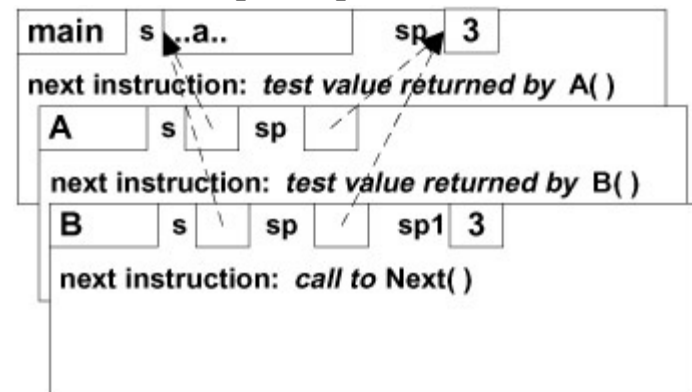 main s ..a.. sp 3
next instruction: test value returned by A( )
A s sp
next instruction: test value returned by B( )
B s sp sp1 3
next instruction: call to Next( )